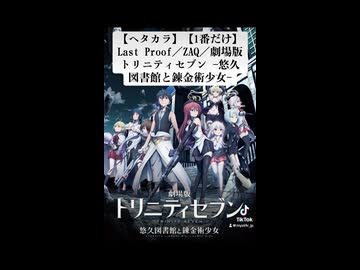 【ヘタカラ】【1番だけ】
Last Proof／ZAQ／劇場版
トリニティセブン -悠久
図書館と錬金術少女-
劇場版
トリニティセブン
悠久図書館と錬金術少女
TikTok